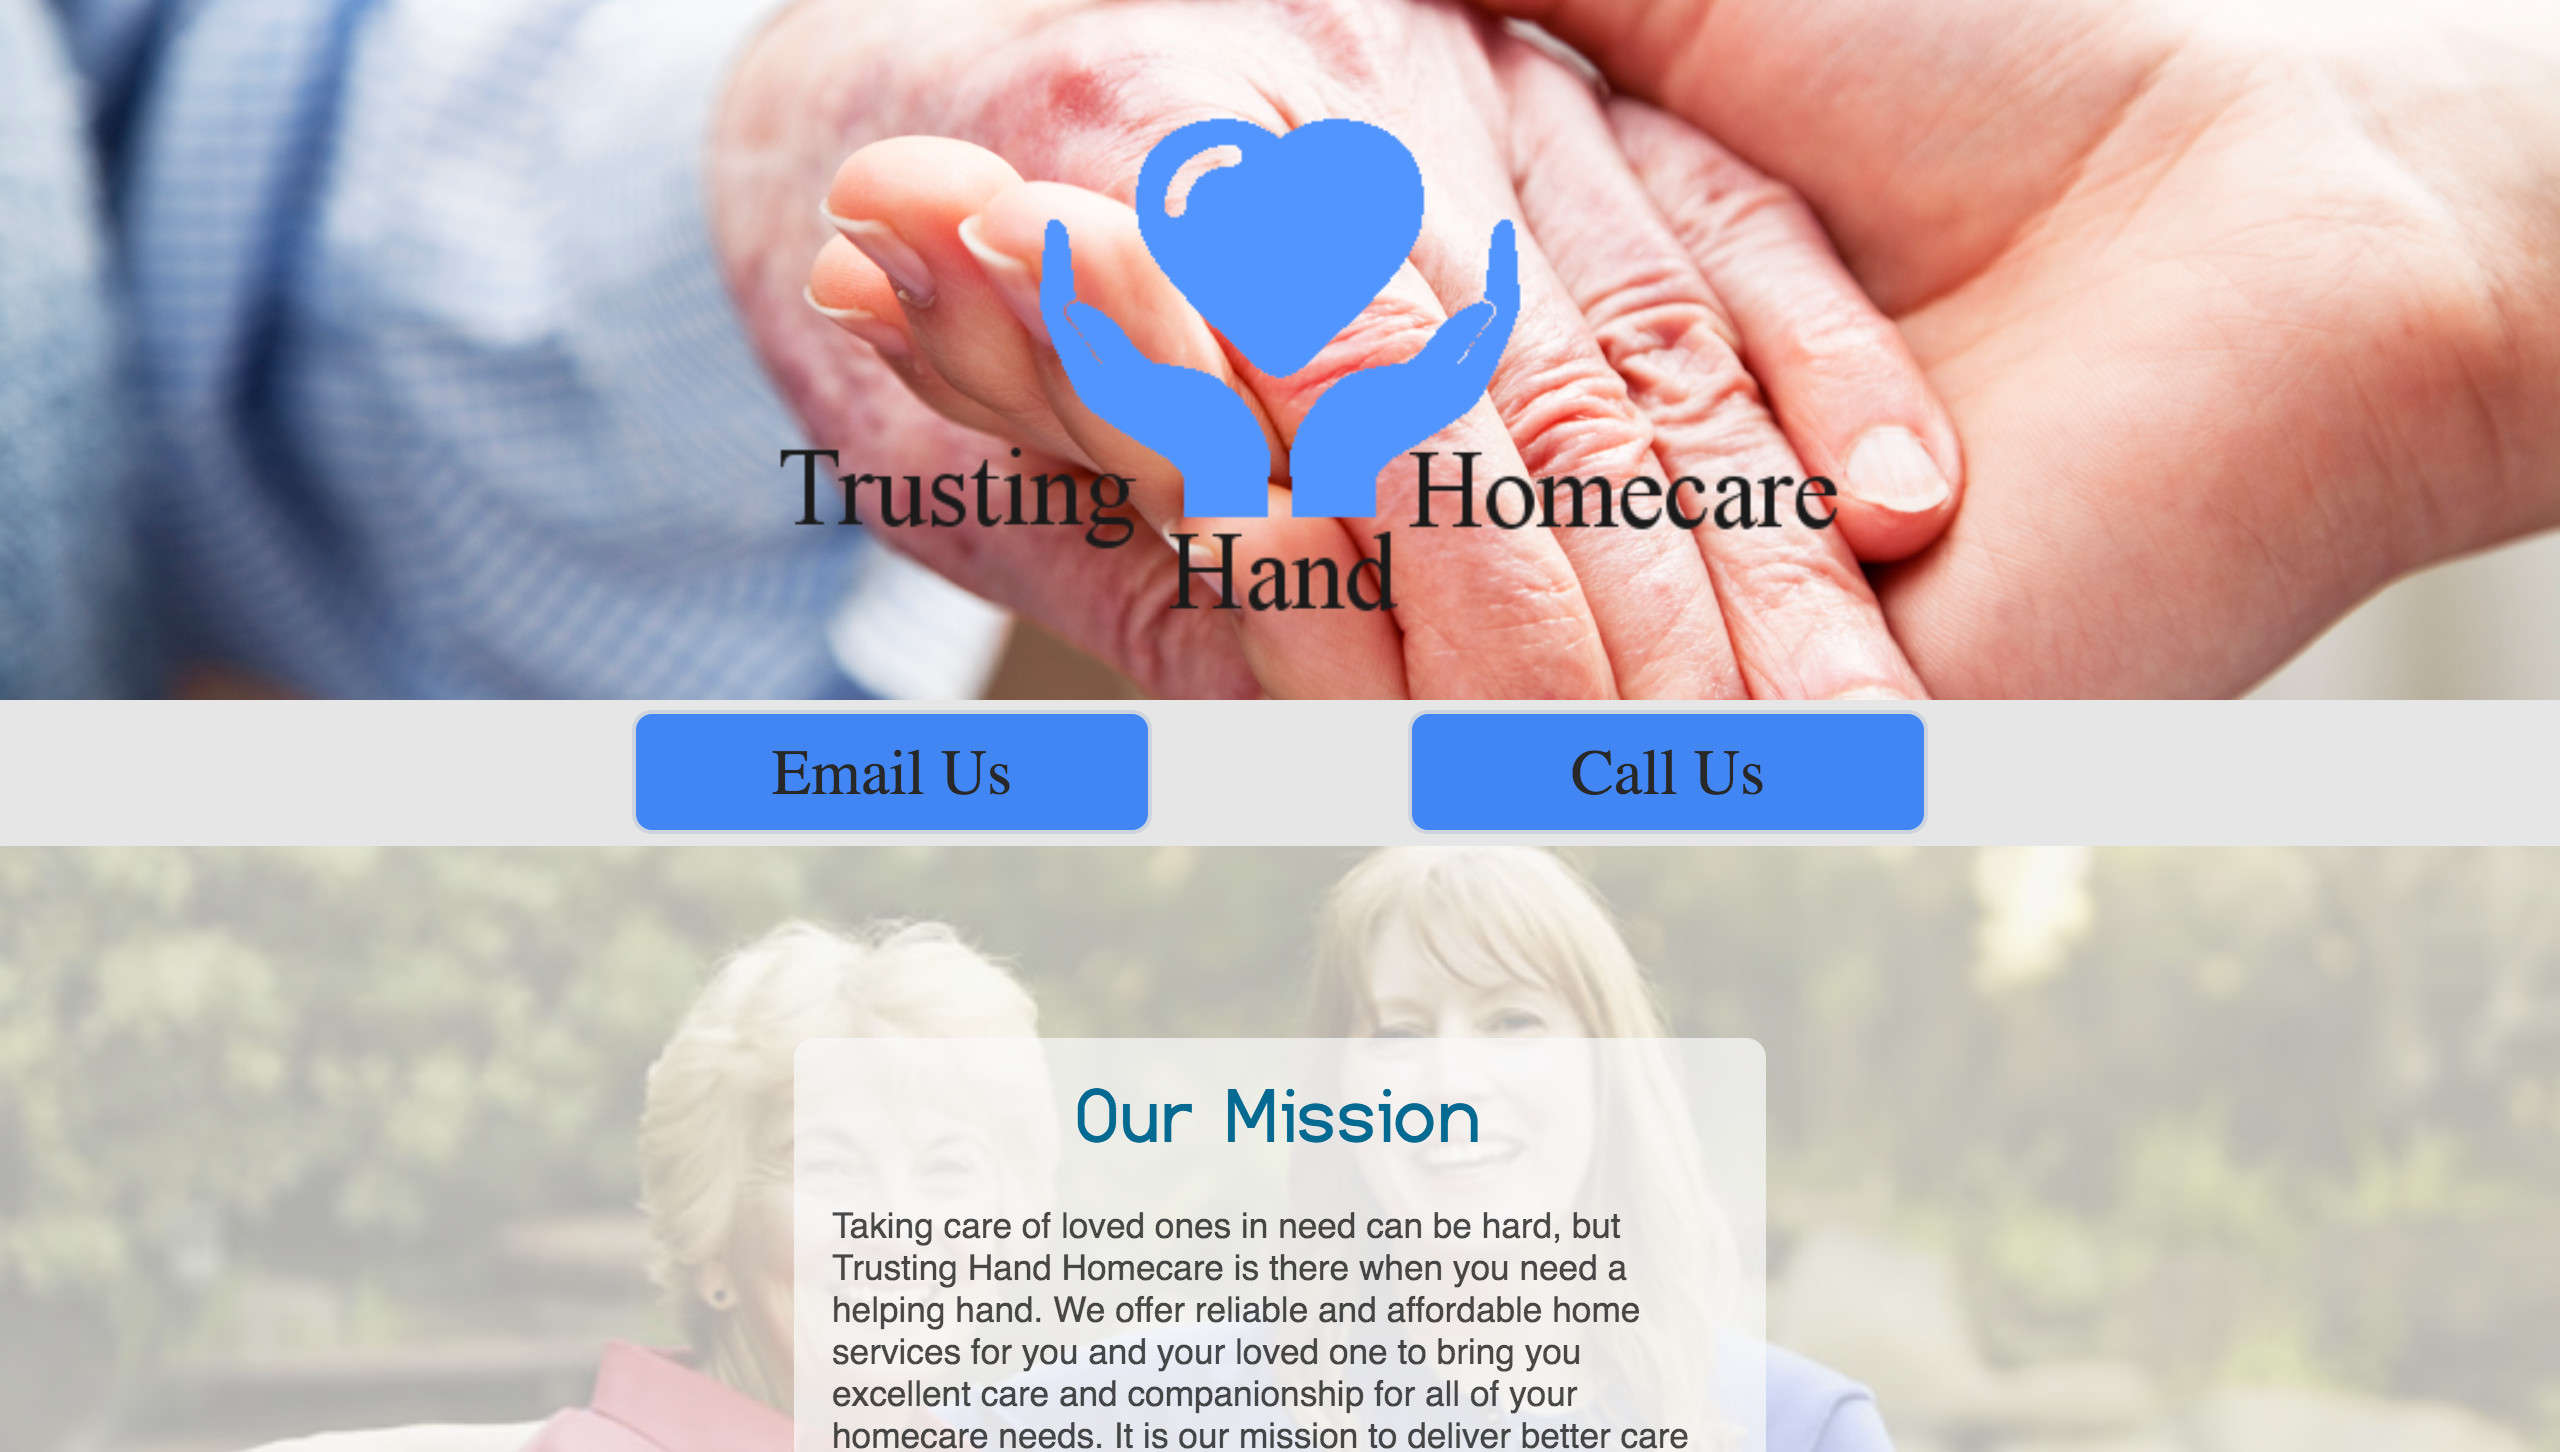 Trusting Homecare
Hand
Email Us
Call Us
Our Mission
Taking care of loved ones in need can be hard, but
Trusting Hand Homecare is there when you need a
helping hand. We offer reliable and affordable home
services for you and your loved one to bring you
excellent care and companionship for all of your
homecare needs. It is our mission to deliver better care